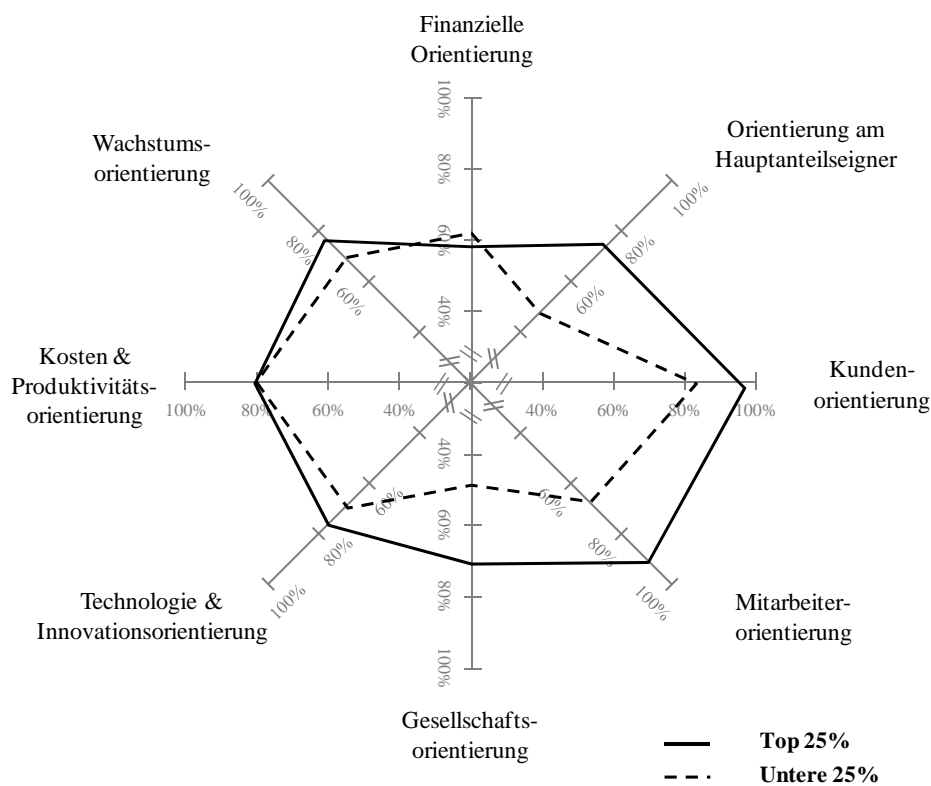 Finanzielle
Orientierung
Orientierung am
Hauptanteilseigner
Wachstums-
orientierung
100%
80%
60%
40%
100%
80%
60%
100%
80%
60%
Kosten &
Produktivitäts-
orientierung
Kunden-
orientierung
100%
80%
60%
40%
40%
60%
80%
100%
40%
60%
80%
100%
60%
80%
100%
60%
80%
100%
Technologie &
Innovationsorientierung
Mitarbeiter-
orientierung
Gesellschafts-
orientierung
Top 25%
Untere 25%